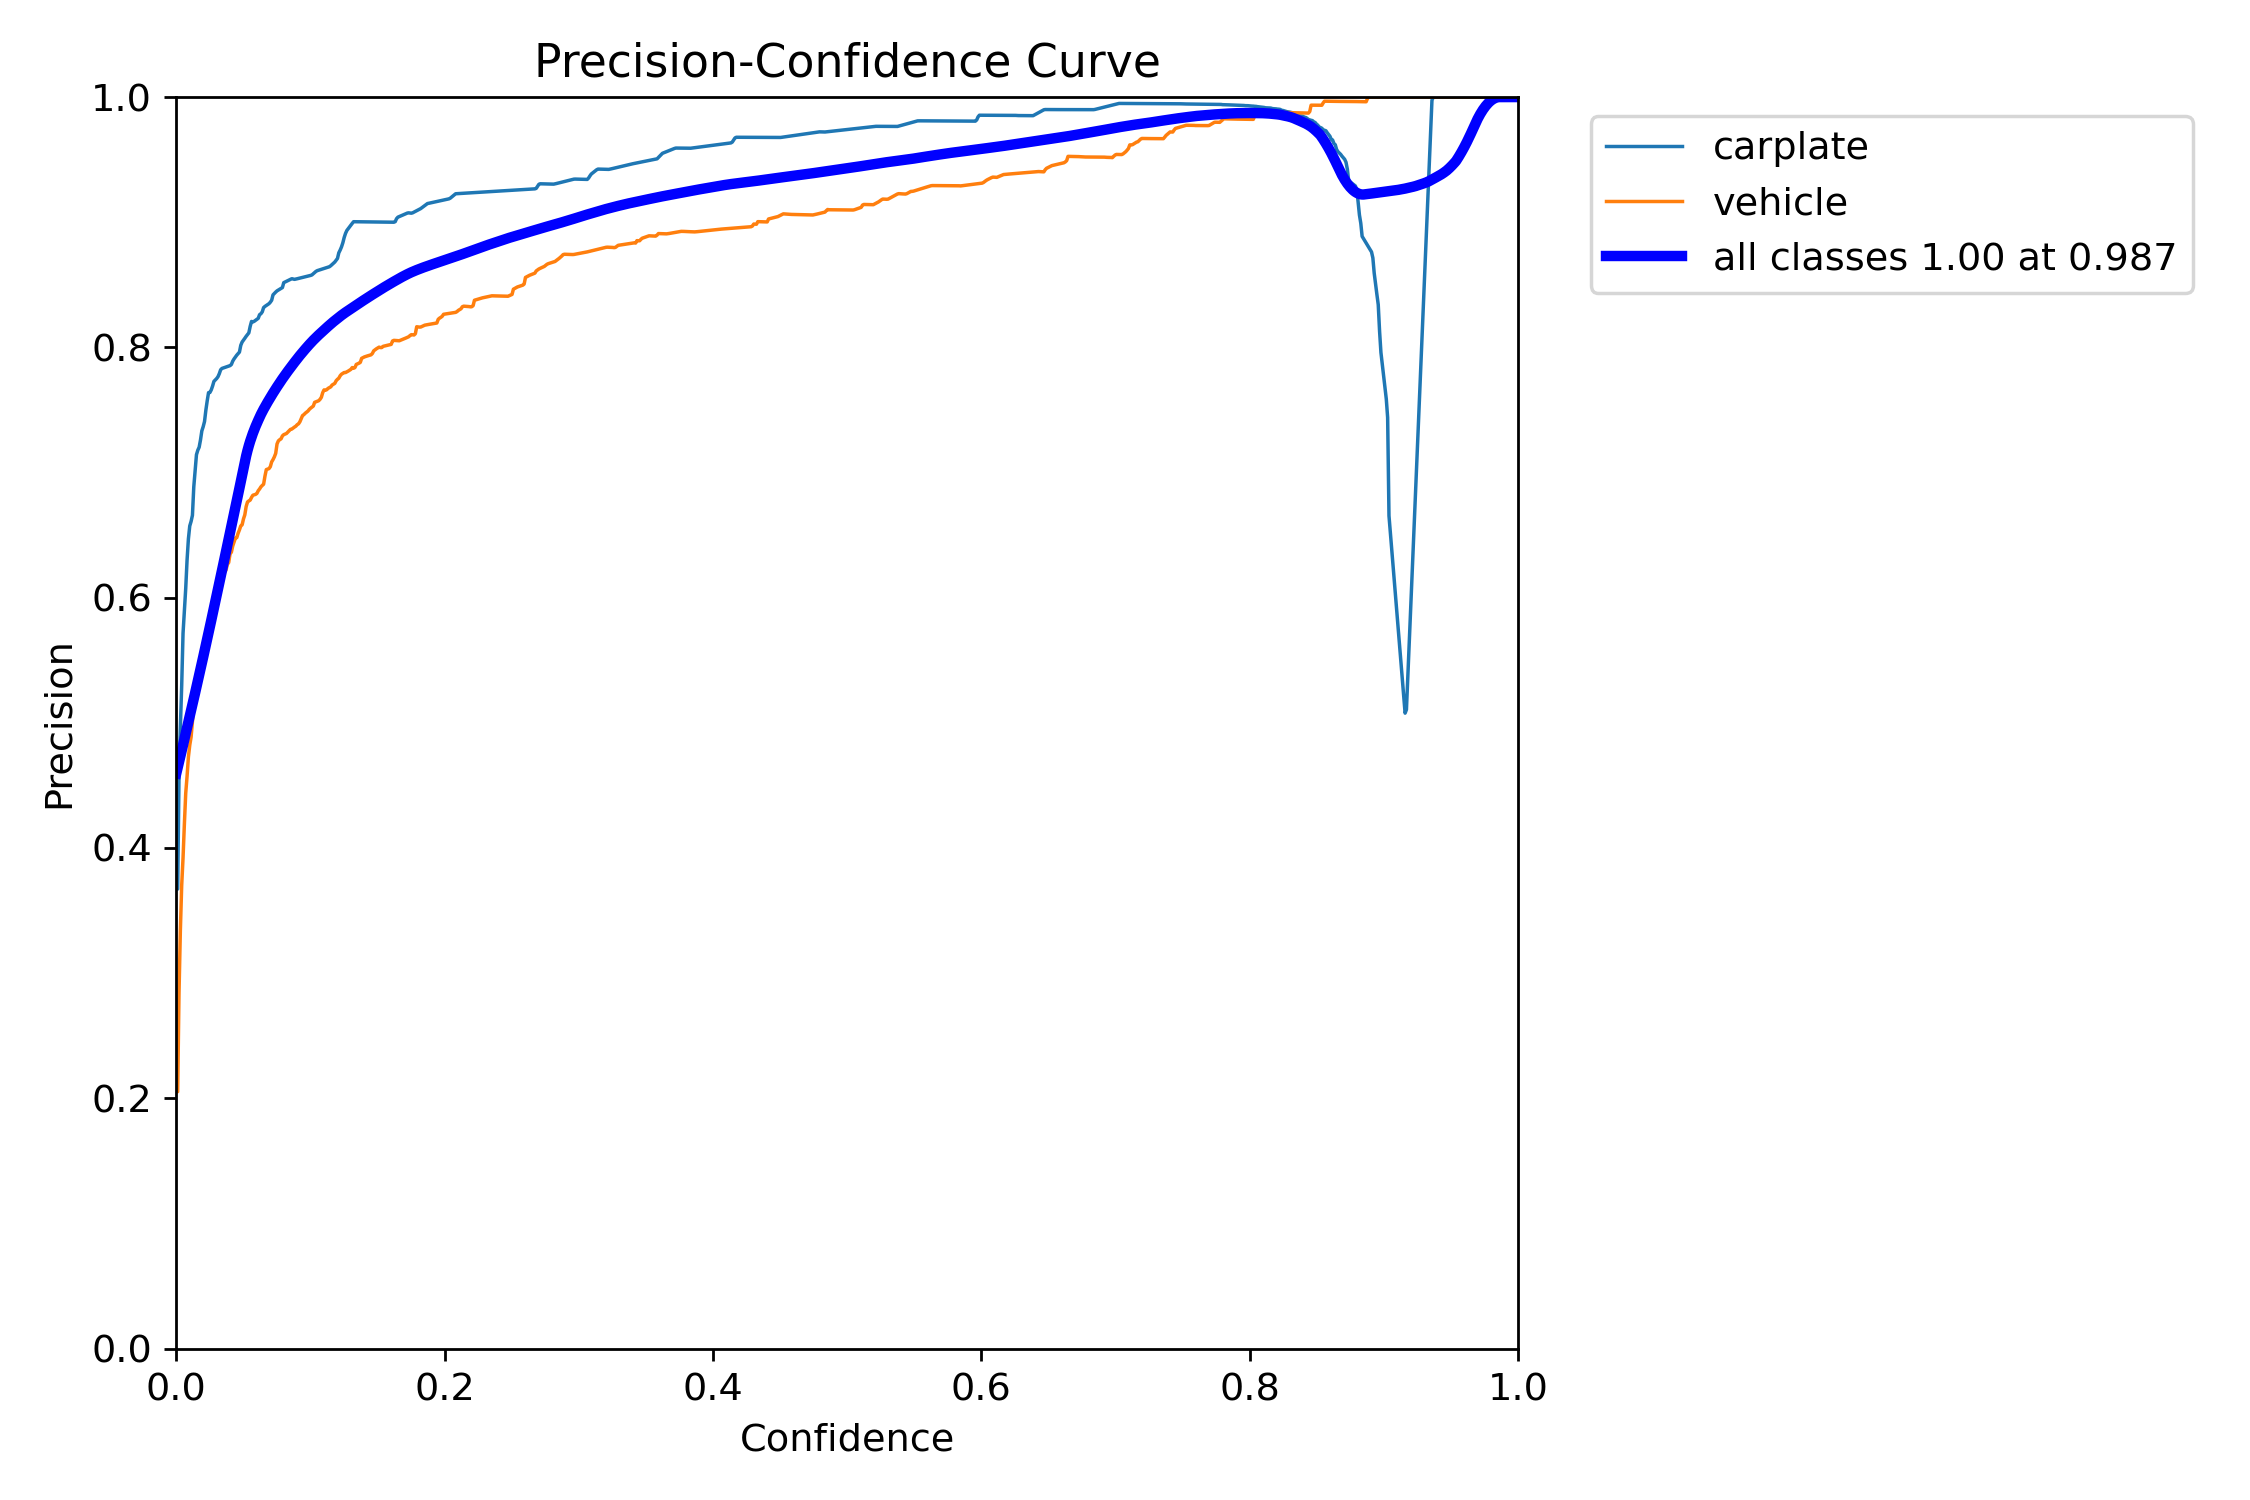 Precision-Confidence Curve
1.0
0.8
0.6
0.4
0.2
0.0
Precision
0.0 0.2 0.4 0.6 0.8 1.0
Confidence
carplate
vehicle
all classes 1.00 at 0.987